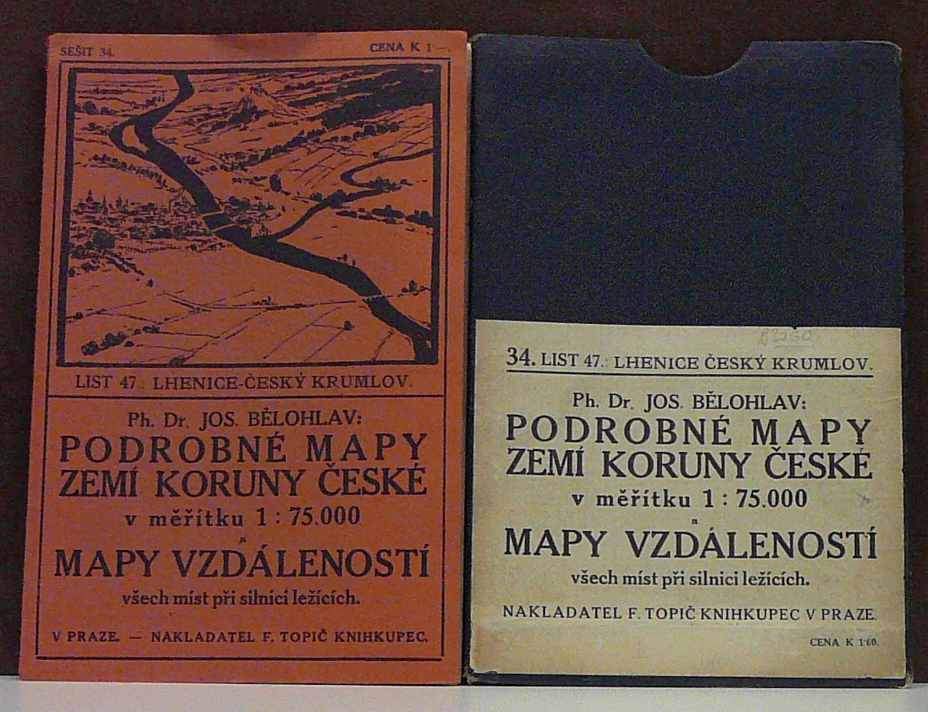 SEŠIT 34.
CENA K 1—.
LIST 47.: LHENICE-ČESKÝ KRUMLOV.
Ph. Dr. JOS. BĚLOHLAV:
PODROBNÉ MAPY
ZEMÍ KORUNY ČESKÉ
v měřítku 1 : 75.000
a
MAPY VZDÁLENOSTÍ
všech míst při silnici ležících.
V PRAZE. — NAKLADATEL F. TOPIČ KNIHKUPEC.
34. LIST 47.: LHENICE ČESKÝ KRUMLOV.
Ph. Dr. JOS. BĚLOHLAV:
PODROBNÉ MAPY
ZEMÍ KORUNY ČESKÉ
v měřítku 1 : 75.000
a
MAPY VZDÁLENOSTÍ
všech míst při silnici ležících.
NAKLADATEL F. TOPIČ KNIHKUPEC V PRAZE.
CENA K 1·60.